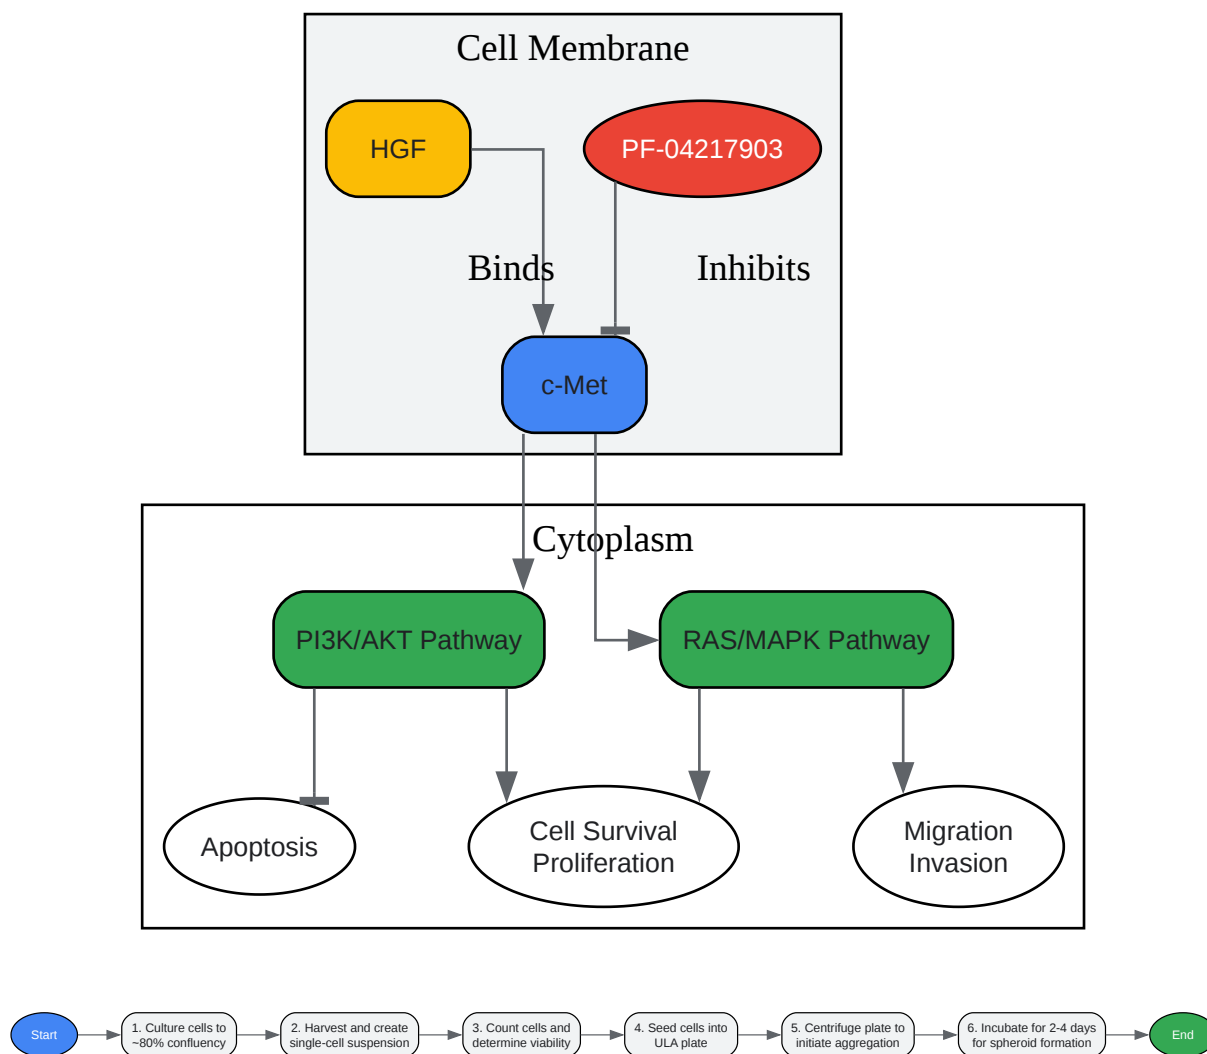 Cell Membrane
HGF
PF-04217903
Binds
Inhibits
c-Met
Cytoplasm
PI3K/AKT Pathway
RAS/MAPK Pathway
Apoptosis
Cell Survival
Proliferation
Migration
Invasion
Start
1. Culture cells to
~80% confluency
2. Harvest and create
single-cell suspension
3. Count cells and
determine viability
4. Seed cells into
ULA plate
5. Centrifuge plate to
initiate aggregation
6. Incubate for 2-4 days
for spheroid formation
End